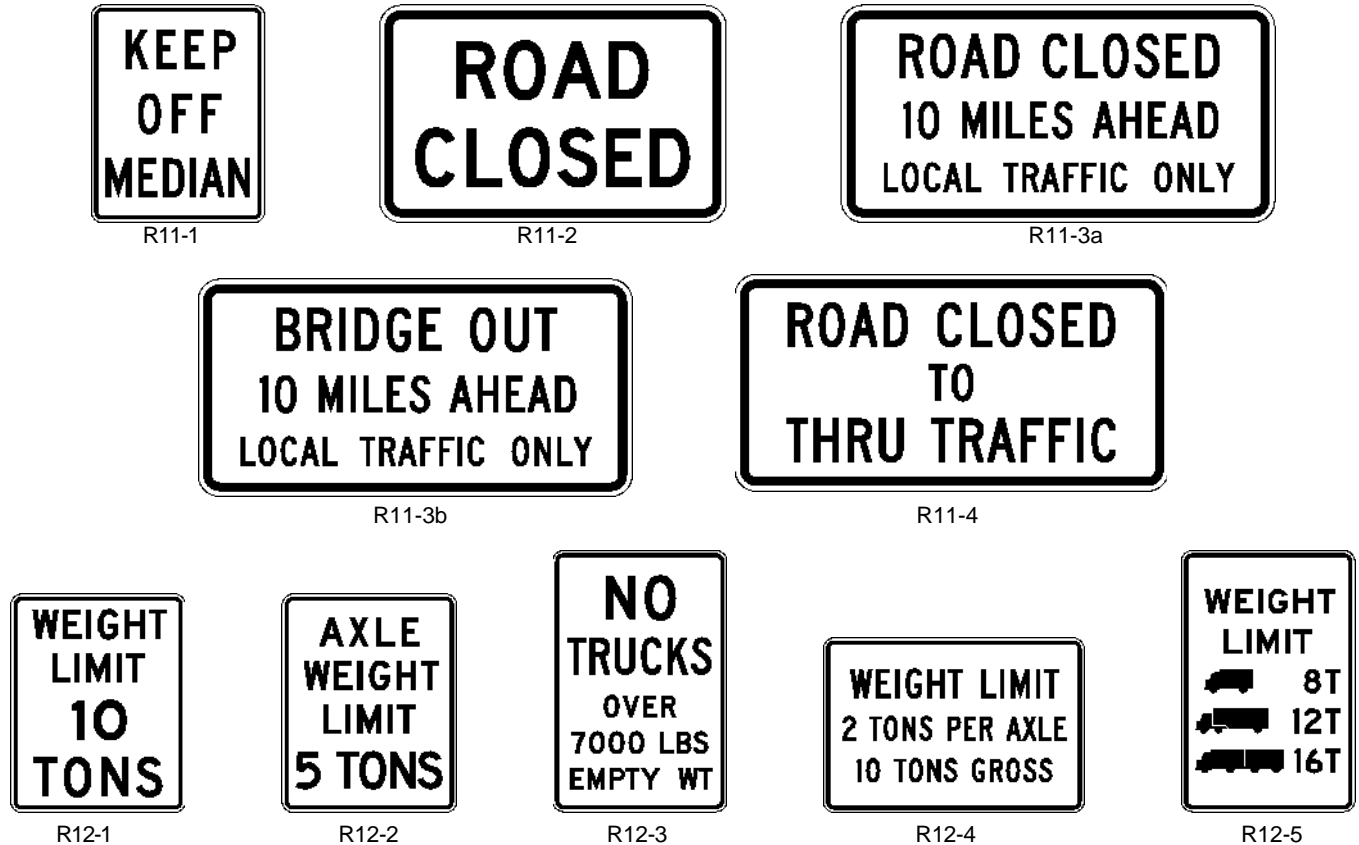 KEEP
OFF
MEDIAN
R11-1
ROAD
CLOSED
R11-2
ROAD CLOSED
10 MILES AHEAD
LOCAL TRAFFIC ONLY
R11-3a
BRIDGE OUT
10 MILES AHEAD
LOCAL TRAFFIC ONLY
R11-3b
ROAD CLOSED
TO
THRU TRAFFIC
R11-4
WEIGHT
LIMIT
10
TONS
R12-1
AXLE
WEIGHT
LIMIT
5 TONS
R12-2
NO
TRUCKS
OVER
7000 LBS
EMPTY WT
R12-3
WEIGHT LIMIT
2 TONS PER AXLE
10 TONS GROSS
R12-4
WEIGHT
LIMIT
8T
12T
16T
R12-5